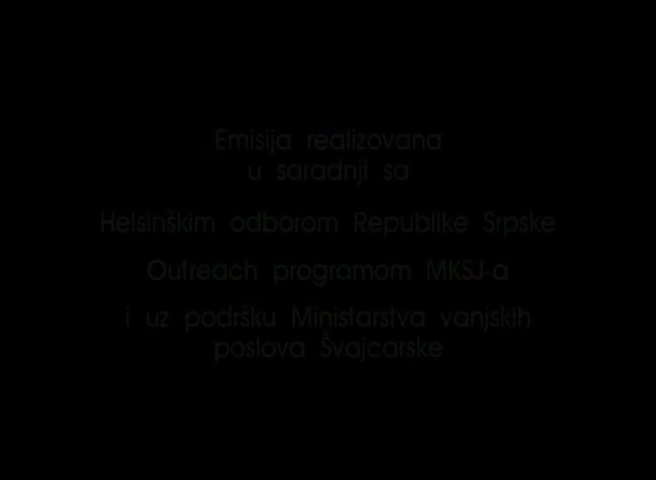 Emisija realizovana
u saradnji sa
Helsinškim odborom Republike Srpske
Outreach programom MKSJ-a
i uz podršku Ministarstva vanjskih
poslova Švajcarske